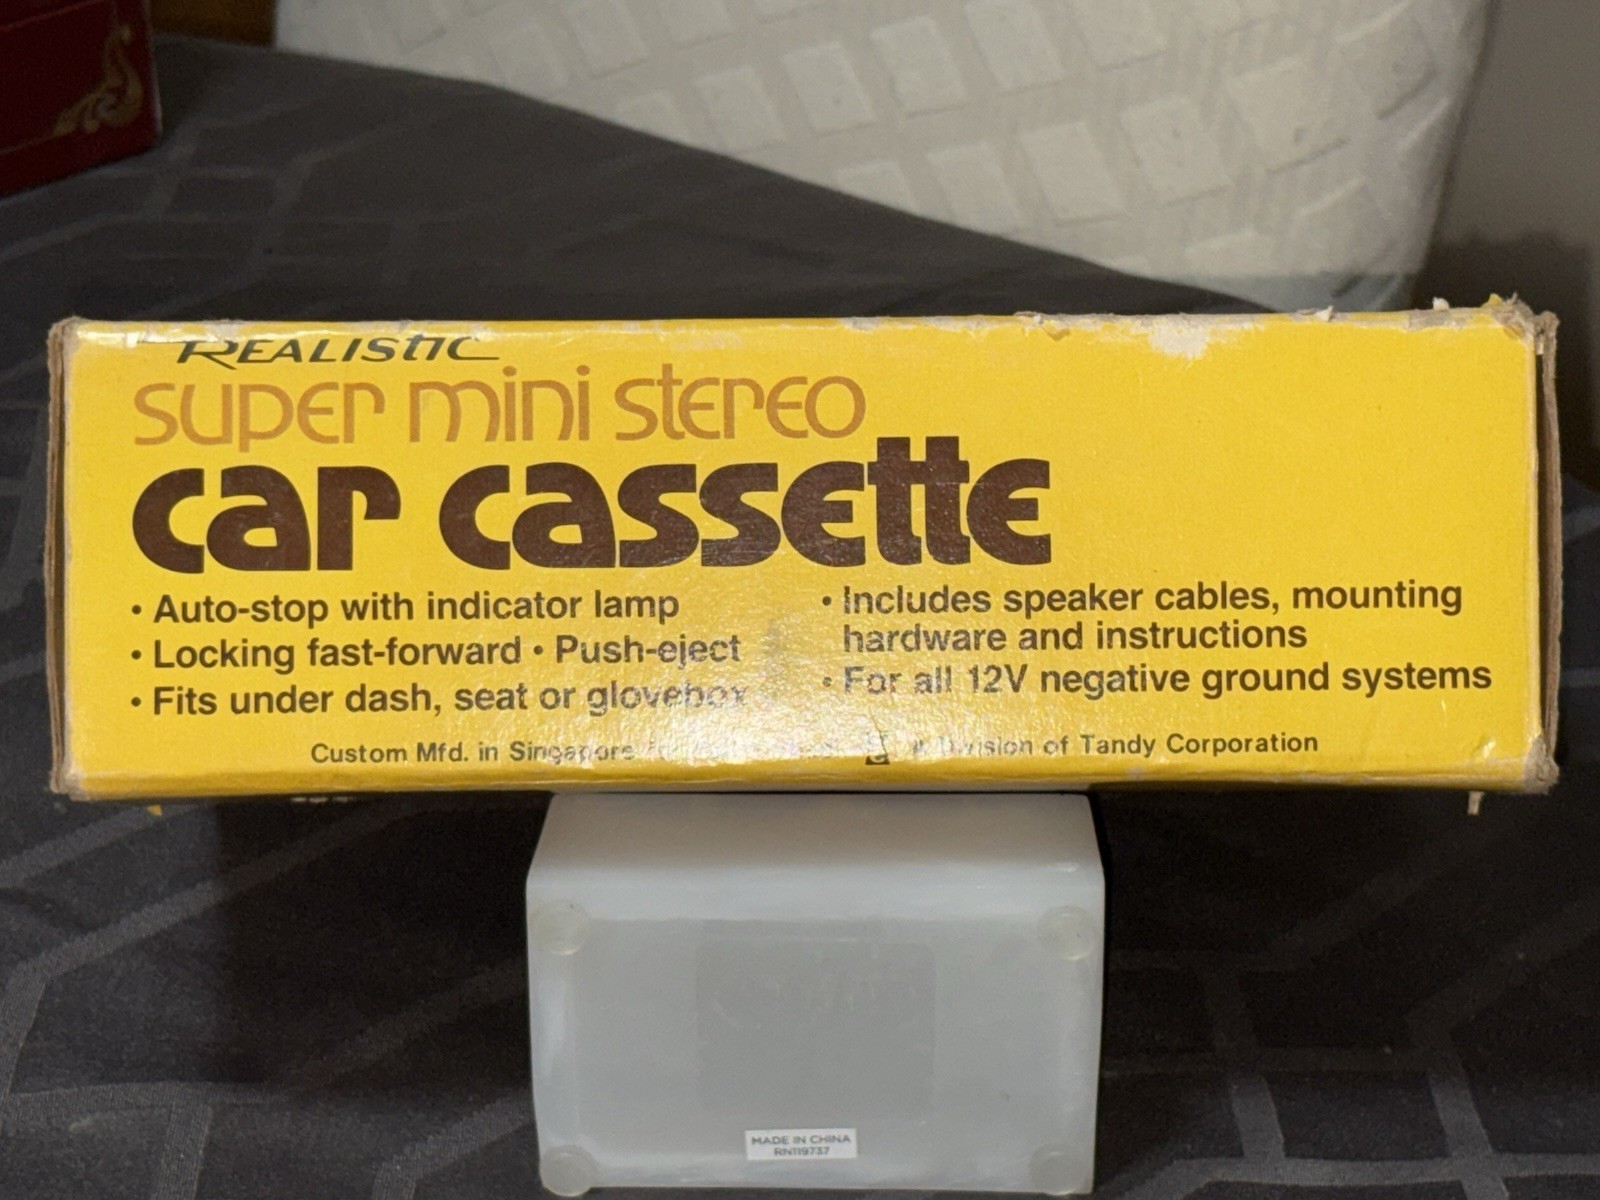 REALISTIC
super mini stereo
car cassette
• Auto-stop with indicator lamp
• Locking fast-forward • Push-eject
• Fits under dash, seat or glovebox
• Includes speaker cables, mounting
hardware and instructions
• For all 12V negative ground systems
Custom Mfd. in Singapore Division of Tandy Corporation
MADE IN CHINA
RN119737